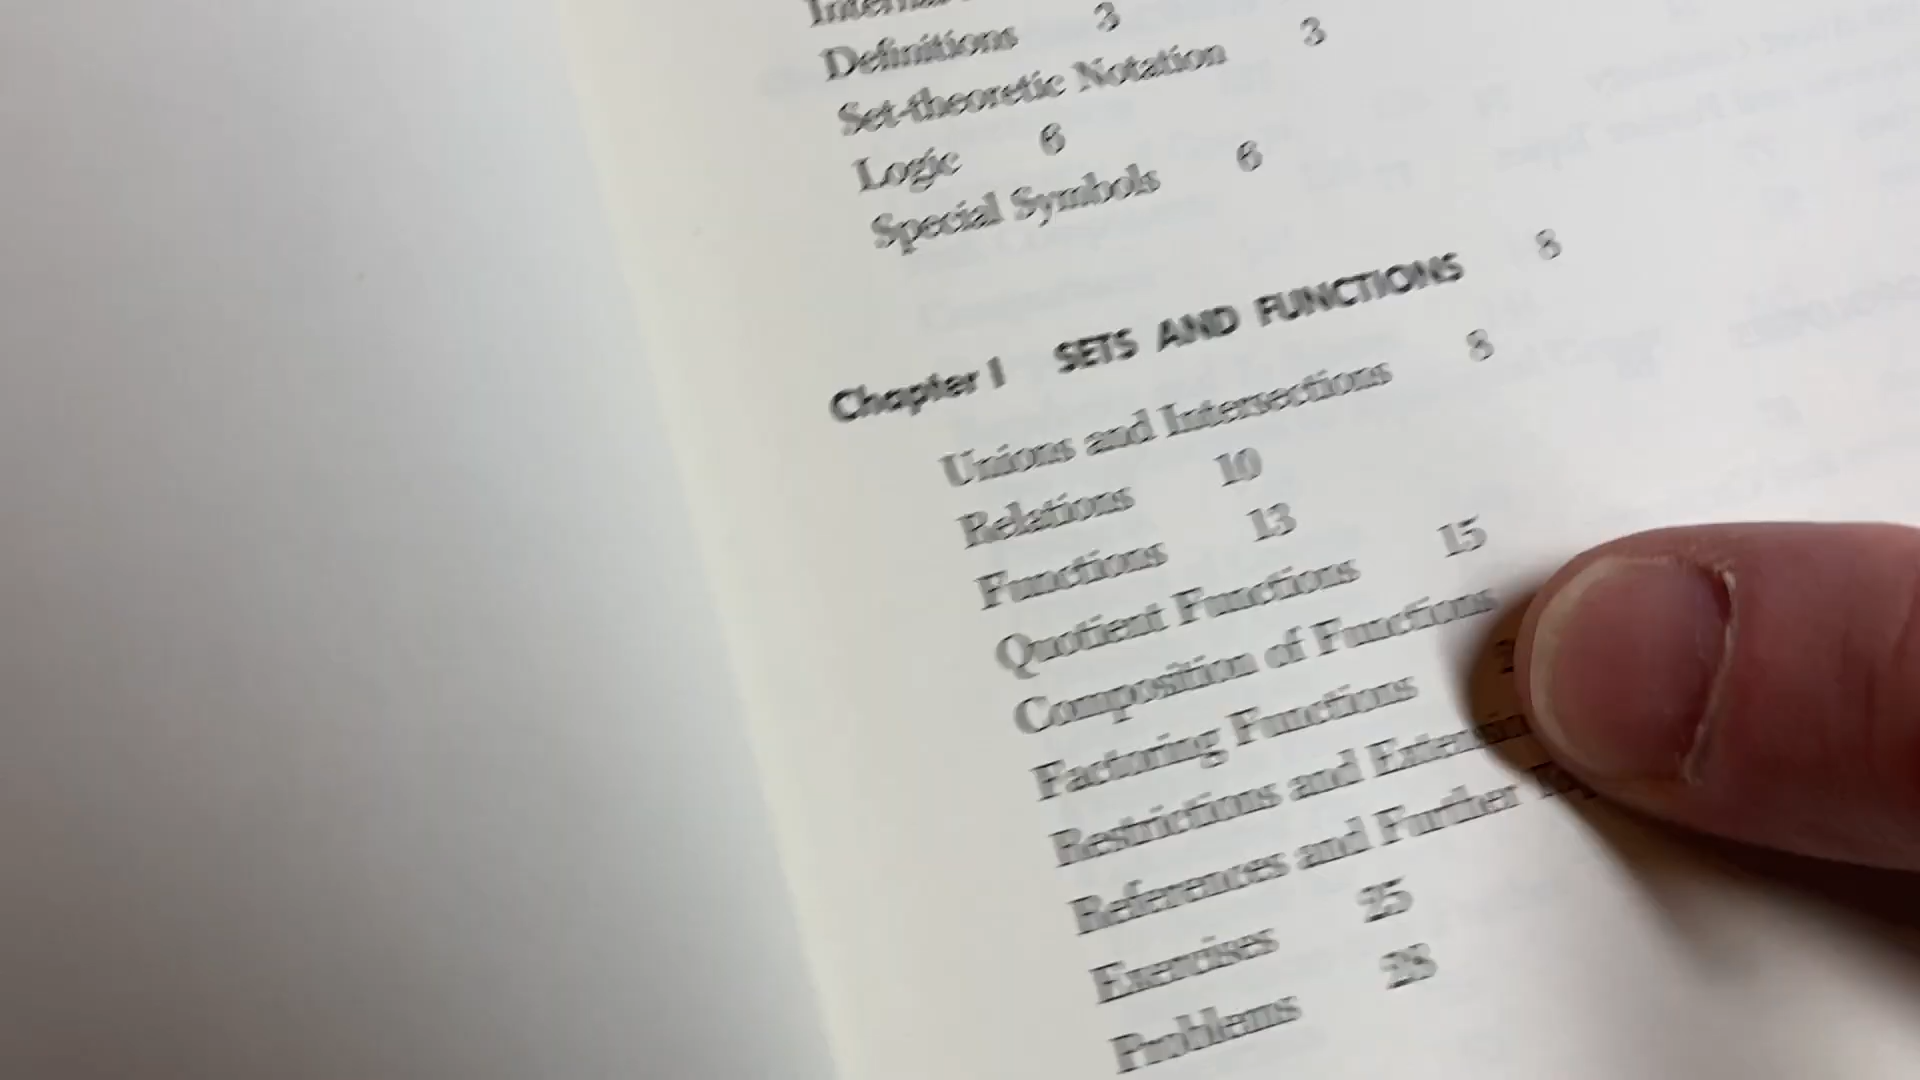 Definitions 3
Set-theoretic Notation 3
Logic 6
Special Symbols 6
Chapter I SETS AND FUNCTIONS 8
Unions and Intersections 8
Relations 10
Functions 13
Quotient Functions 15
Composition of Functions
Factoring Functions
Restrictions and
References and Further
Exercises 25
Problems 28